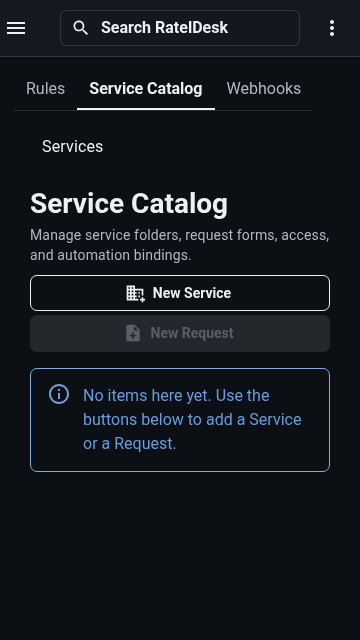 Search RatelDesk
Rules Service Catalog Webhooks
Services
Service Catalog
Manage service folders, request forms, access,
and automation bindings.
New Service
New Request
No items here yet. Use the
buttons below to add a Service
or a Request.